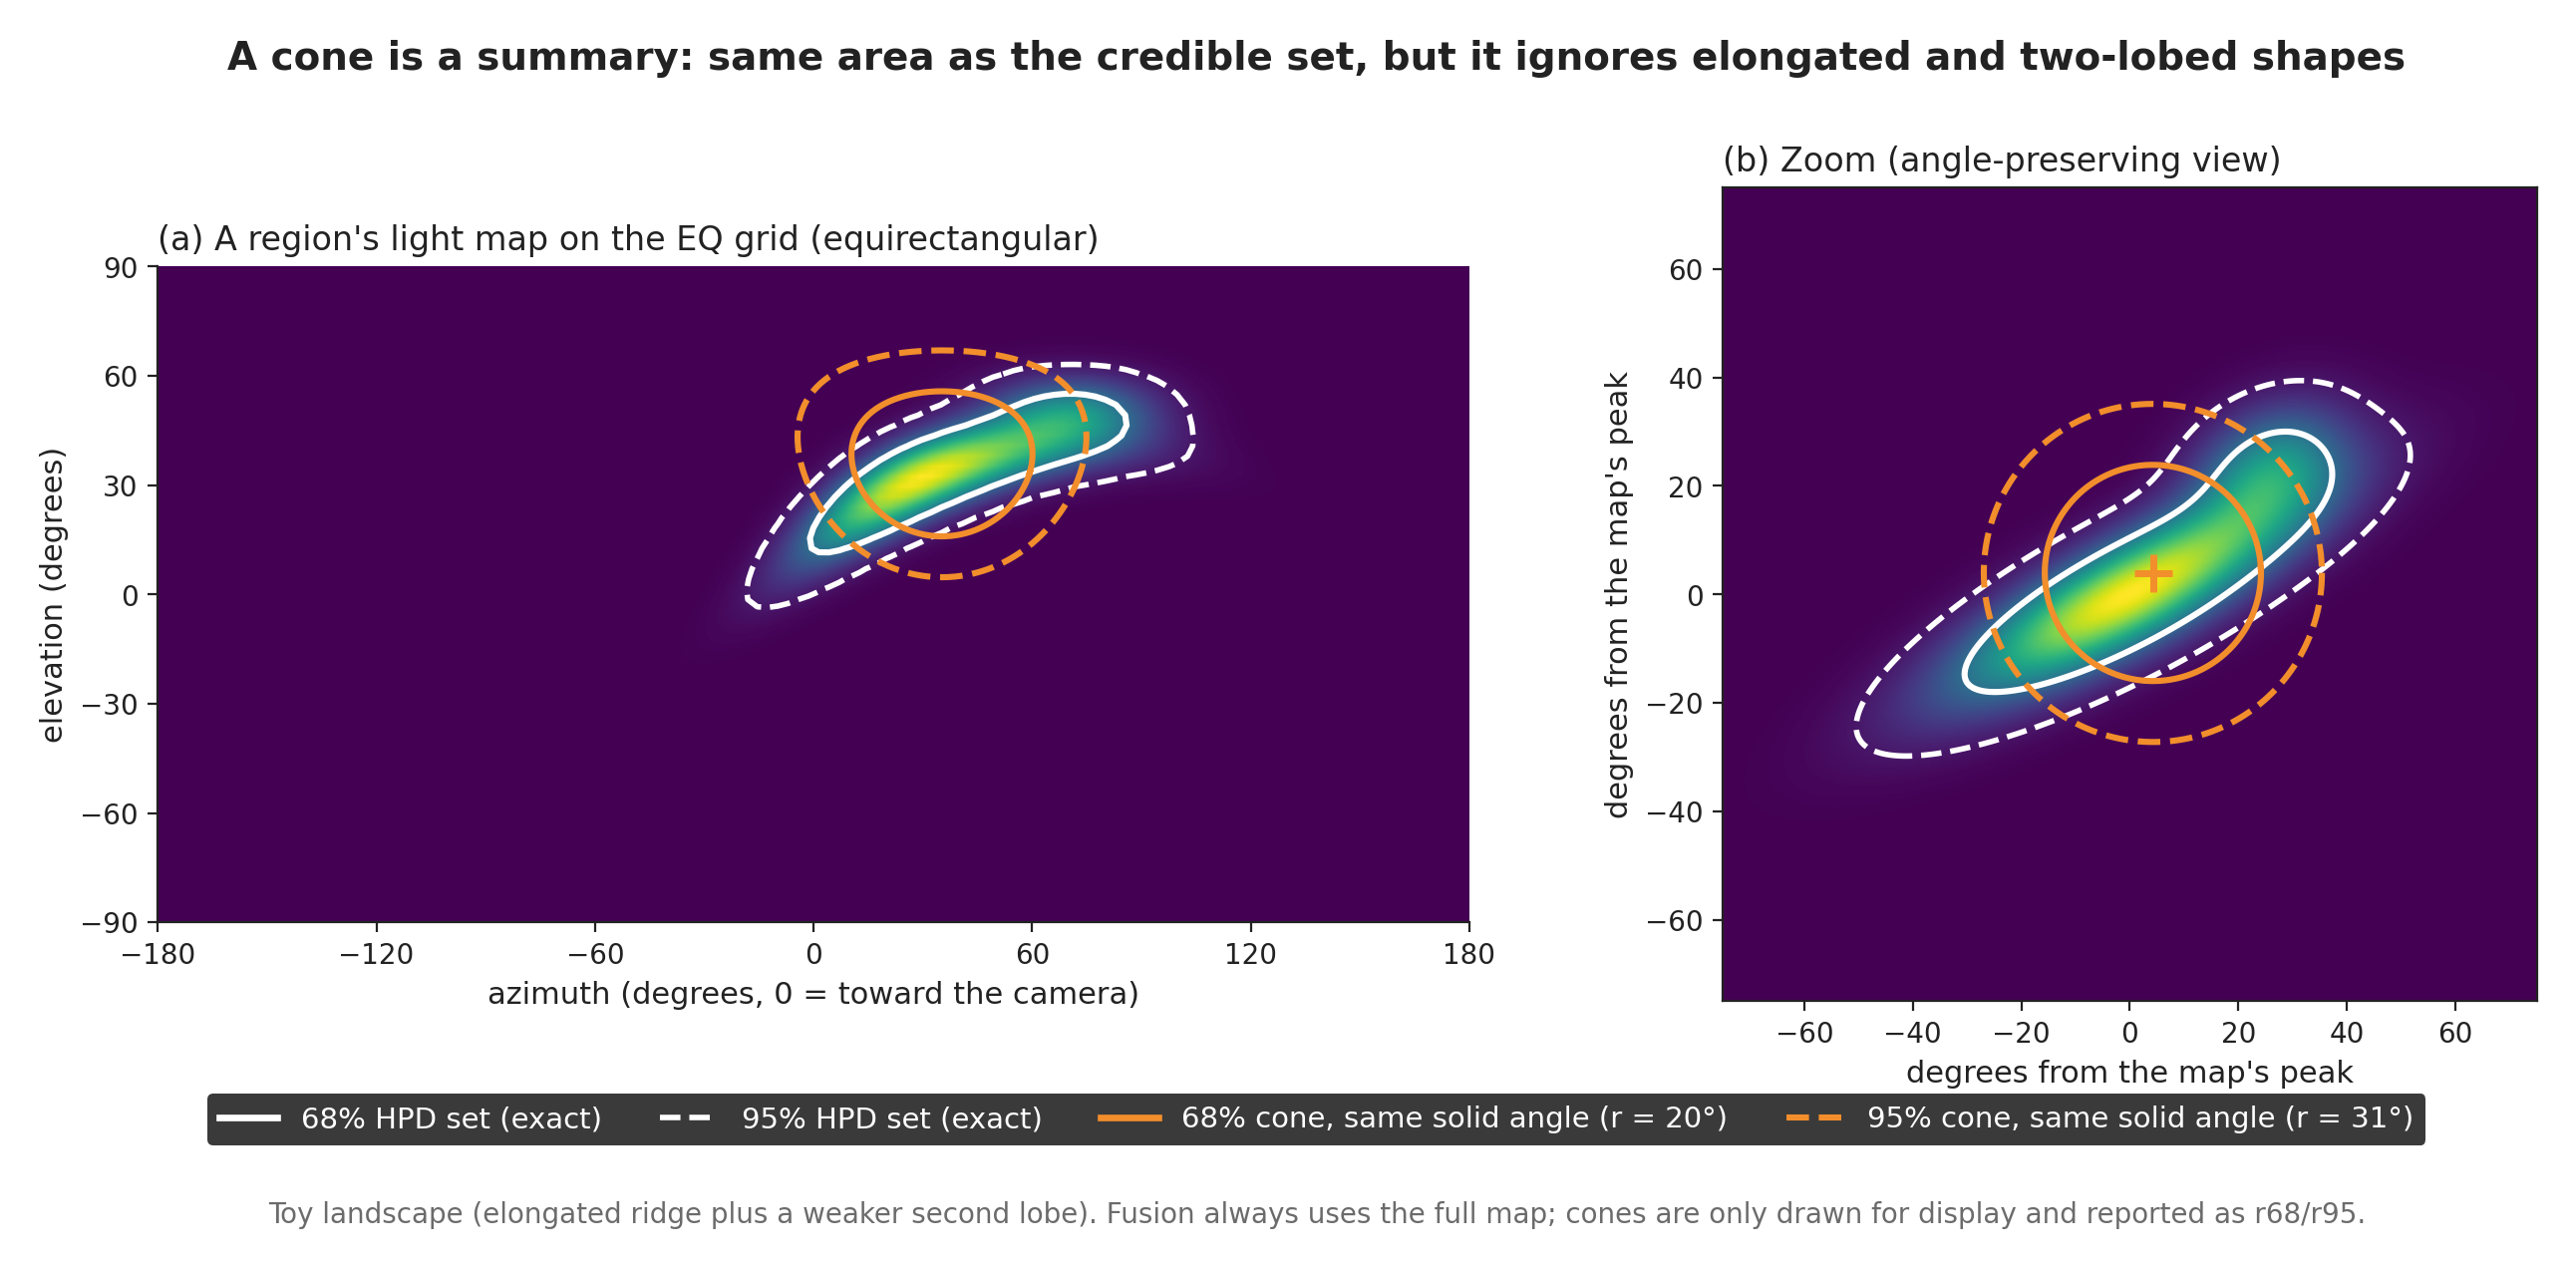 A cone is a summary: same area as the credible set, but it ignores elongated and two-lobed shapes
(a) A region's light map on the EQ grid (equirectangular)
90
60
30
0
−30
−60
−90
elevation (degrees)
−180
−120
−60
0
60
120
180
azimuth (degrees, 0 = toward the camera)
(b) Zoom (angle-preserving view)
60
40
20
0
−20
−40
−60
degrees from the map's peak
−60
−40
−20
0
20
40
60
degrees from the map's peak
68% HPD set (exact)
95% HPD set (exact)
68% cone, same solid angle (r = 20°)
95% cone, same solid angle (r = 31°)
Toy landscape (elongated ridge plus a weaker second lobe). Fusion always uses the full map; cones are only drawn for display and reported as r68/r95.